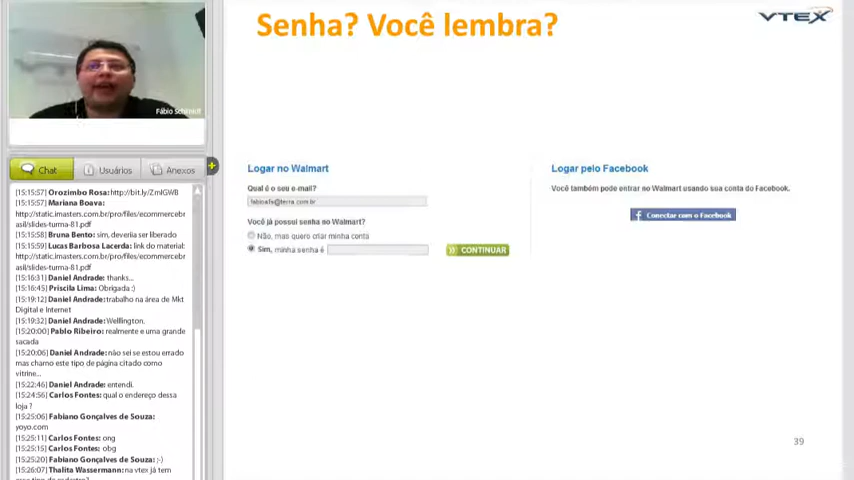 Senha? Você lembra?
VTEX
Fábio Schmidt
Chat
Usuários
Anexos
[15:15:57] Orozimbo Rosa: http://bit.ly/ZmIGWB
[15:15:57] Mariana Boava:
http://static.imasters.com.br/pro/files/ecommercebr
asil/slides-turma-81.pdf
[15:15:58] Bruna Bento: sim, deveriia ser liberado
[15:15:59] Lucas Barbosa Lacerda: link do material:
http://static.imasters.com.br/pro/files/ecommercebr
asil/slides-turma-81.pdf
[15:16:31] Daniel Andrade: thanks...
[15:16:45] Priscila Lima: Obrigada :)
[15:19:12] Daniel Andrade: trabalho na área de Mkt
Digital e Internet
[15:19:32] Daniel Andrade: Welllington.
[15:20:00] Pablo Ribeiro: realmente e uma grande
sacada
[15:20:06] Daniel Andrade: não sei se estou errado
mas chamo este tipo de página citado como
vitrine...
[15:22:46] Daniel Andrade: entendi.
[15:24:56] Carlos Fontes: qual o endereço dessa
loja ?
[15:25:06] Fabiano Gonçalves de Souza:
yoyo.com
[15:25:11] Carlos Fontes: ong
[15:25:15] Carlos Fontes: obg
[15:25:20] Fabiano Gonçalves de Souza: ;-)
[15:26:07] Thalita Wassermann: na vtex já tem
esse tipo de cadastro?
Logar no Walmart
Qual é o seu e-mail?
Você já possui senha no Walmart?
Não, mas quero criar minha conta
Sim, minha senha é
CONTINUAR
Logar pelo Facebook
Você também pode entrar no Walmart usando sua conta do Facebook.
Conectar com o Facebook
39